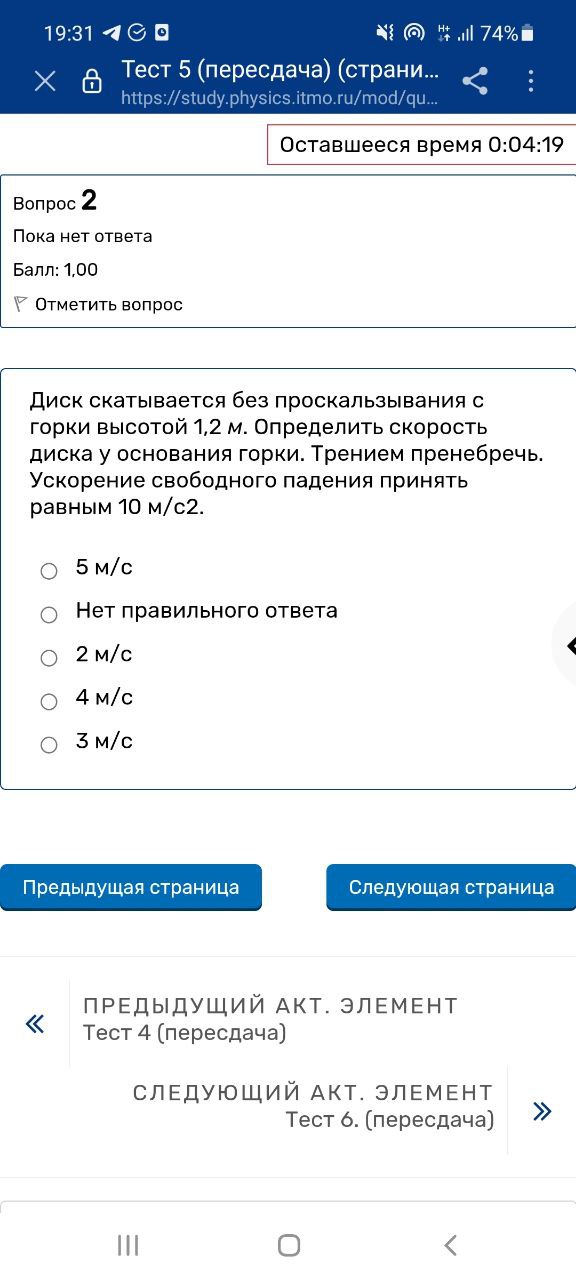 19:31
74%
Тест 5 (пересдача) (страни...
https://study.physics.itmo.ru/mod/qu...
Оставшееся время 0:04:19
Вопрос 2
Пока нет ответа
Балл: 1,00
Отметить вопрос
Диск скатывается без проскальзывания с
горки высотой 1,2 м. Определить скорость
диска у основания горки. Трением пренебречь.
Ускорение свободного падения принять
равным 10 м/с2.
5 м/с
Нет правильного ответа
2 м/с
4 м/с
3 м/с
Предыдущая страница
Следующая страница
ПРЕДЫДУЩИЙ АКТ. ЭЛЕМЕНТ
Тест 4 (пересдача)
СЛЕДУЮЩИЙ АКТ. ЭЛЕМЕНТ
Тест 6. (пересдача)